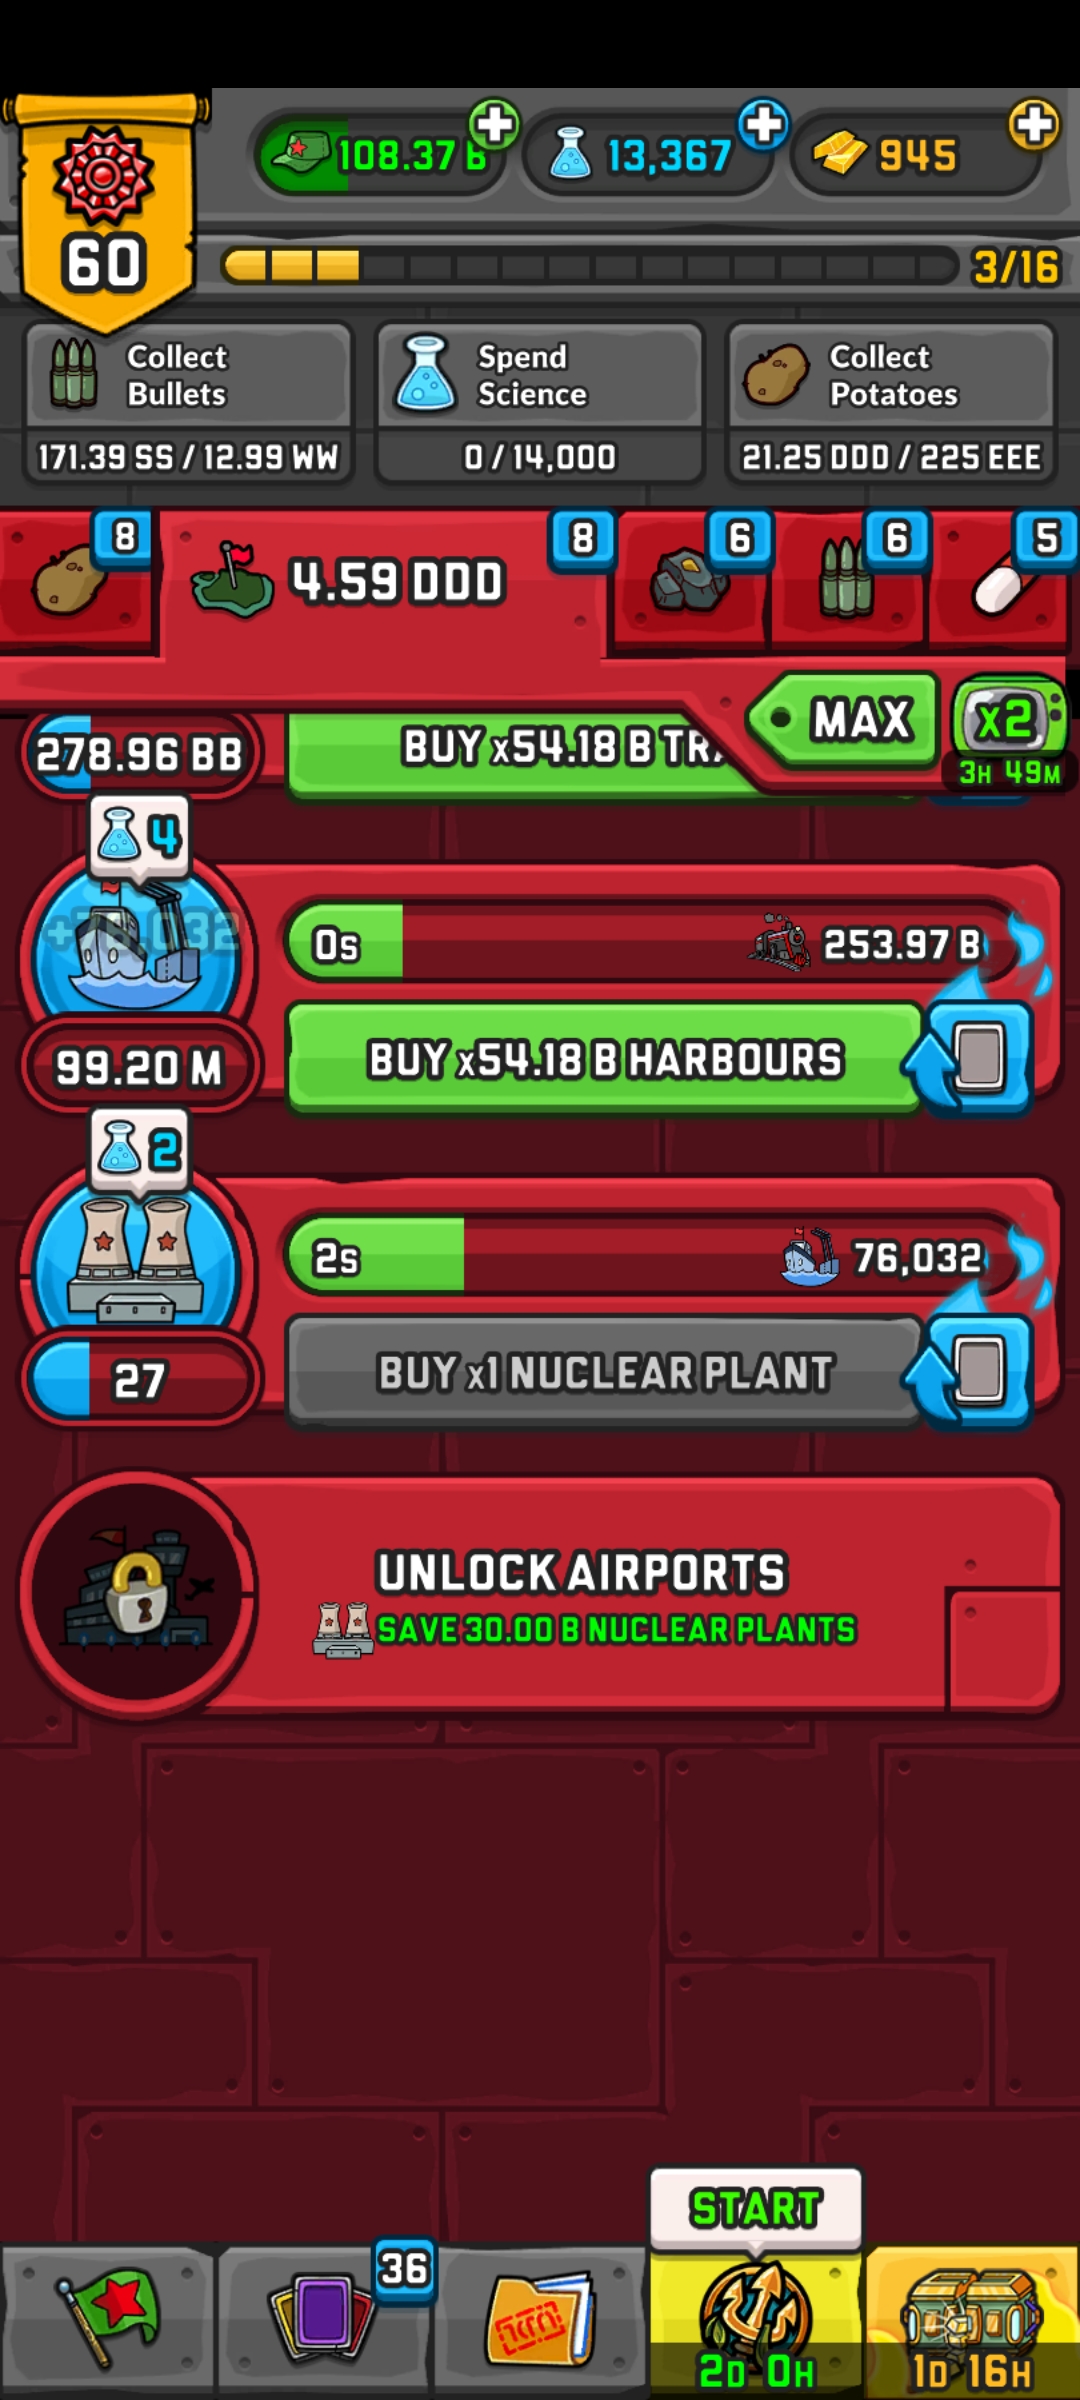 60
108.37 B
13,367
945
3/16
Collect
Bullets
171.39 SS / 12.99 WW
Spend
Science
0 / 14,000
Collect
Potatoes
21.25 DDD / 225 EEE
8
4.59 DDD
8
6
6
5
MAX
x2
3H 49M
278.96 BB
BUY x54.18 B TRA
4
+76,032
0s
253.97 B
99.20 M
BUY x54.18 B HARBOURS
2
2s
76,032
27
BUY x1 NUCLEAR PLANT
UNLOCK AIRPORTS
SAVE 30.00 B NUCLEAR PLANTS
START
36
2D 0H
1D 16H